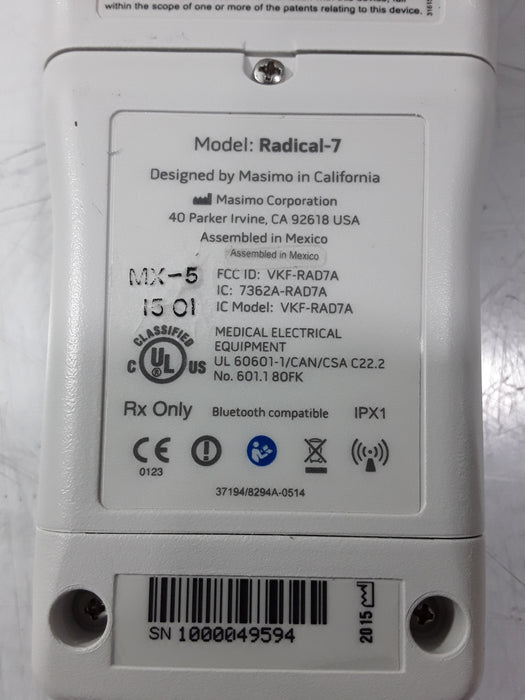 within the scope of one or more of the patents relating to this device.
Model: Radical-7
Designed by Masimo in California
Masimo Corporation
40 Parker Irvine, CA 92618 USA
Assembled in Mexico
Assembled in Mexico
MX-5
1501
FCC ID: VKF-RAD7A
IC: 7362A-RAD7A
IC Model: VKF-RAD7A
CLASSIFIED
C UL ® US
MEDICAL ELECTRICAL
EQUIPMENT
UL 60601-1/CAN/CSA C22.2
No. 601.1 80FK
Rx Only Bluetooth compatible IPX1
CE
0123
37194/8294A-0514
SN 1000049594
2015